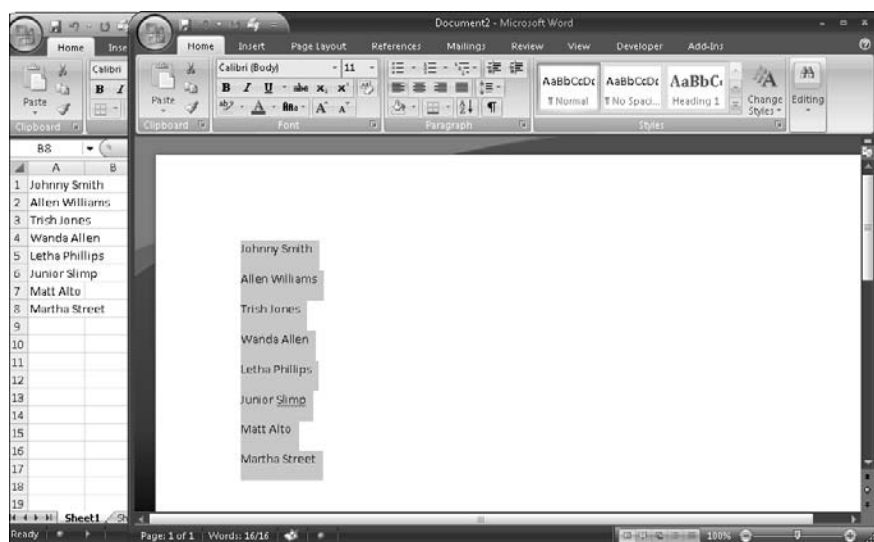 Document2 - Microsoft Word
Home Inse
Home Insert Page Layout References Mailings Review View Developer Add-Ins
Calibri
Calibri (Body) 11
AaBbCcDc AaBbCcDc AaBbC
Paste B I
Paste B I U abc x, x'
¶ Normal ¶ No Spaci... Heading 1 Change Styles Editing
Clipboard
Clipboard Font Paragraph Styles
B8
A B
1 Johnny Smith
2 Allen Williams
3 Trish Jones
4 Wanda Allen
5 Letha Phillips
6 Junior Slimp
7 Matt Alto
8 Martha Street
9
10
11
12
13
14
15
16
17
18
19
Johnny Smith
Allen Williams
Trish Jones
Wanda Allen
Letha Phillips
Junior Slimp
Matt Alto
Martha Street
Sheet1 Sh
Ready
Page: 1 of 1 Words: 16/16 100%